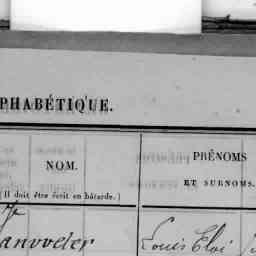 PHABÉTIQUE.
NOM.
(Il doit être écrit en bâtarde.)
PRÉNOMS
ET SURNOMS.
Louis Eloi